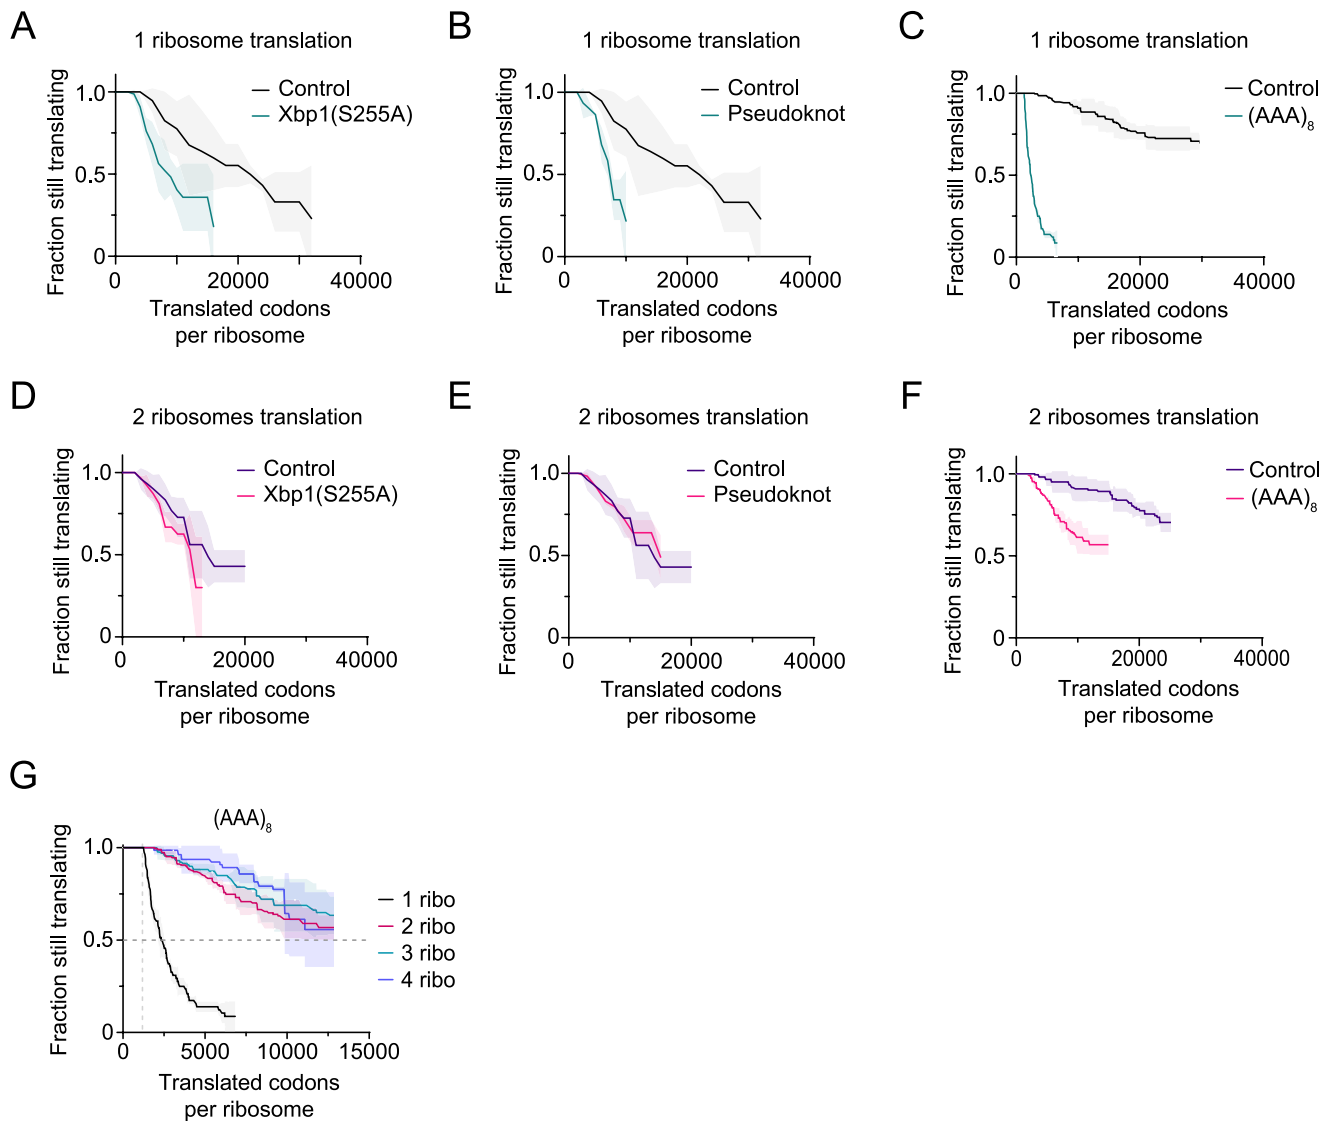 A
1 ribosome translation
Fraction still translating
1.0
0.5
0
Control
Xbp1(S255A)
0 20000 40000
Translated codons
per ribosome
B
1 ribosome translation
Fraction still translating
1.0
0.5
0
Control
Pseudoknot
0 20000 40000
Translated codons
per ribosome
C
1 ribosome translation
Fraction still translating
1.0
0.5
0
Control
(AAA)₈
0 20000 40000
Translated codons
per ribosome
D
2 ribosomes translation
Fraction still translating
1.0
0.5
0
Control
Xbp1(S255A)
0 20000 40000
Translated codons
per ribosome
E
2 ribosomes translation
Fraction still translating
1.0
0.5
0
Control
Pseudoknot
0 20000 40000
Translated codons
per ribosome
F
2 ribosomes translation
Fraction still translating
1.0
0.5
0
Control
(AAA)₈
0 20000 40000
Translated codons
per ribosome
G
(AAA)₈
Fraction still translating
1.0
0.5
0
1 ribo
2 ribo
3 ribo
4 ribo
0 5000 10000 15000
Translated codons
per ribosome